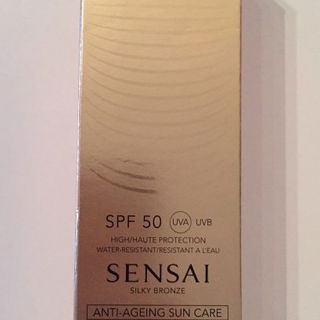 SPF 50 UVA UVB
HIGH/HAUTE PROTECTION
WATER-RESISTANT/RESISTANT A L'EAU
SENSAI
SILKY BRONZE
ANTI-AGEING SUN CARE